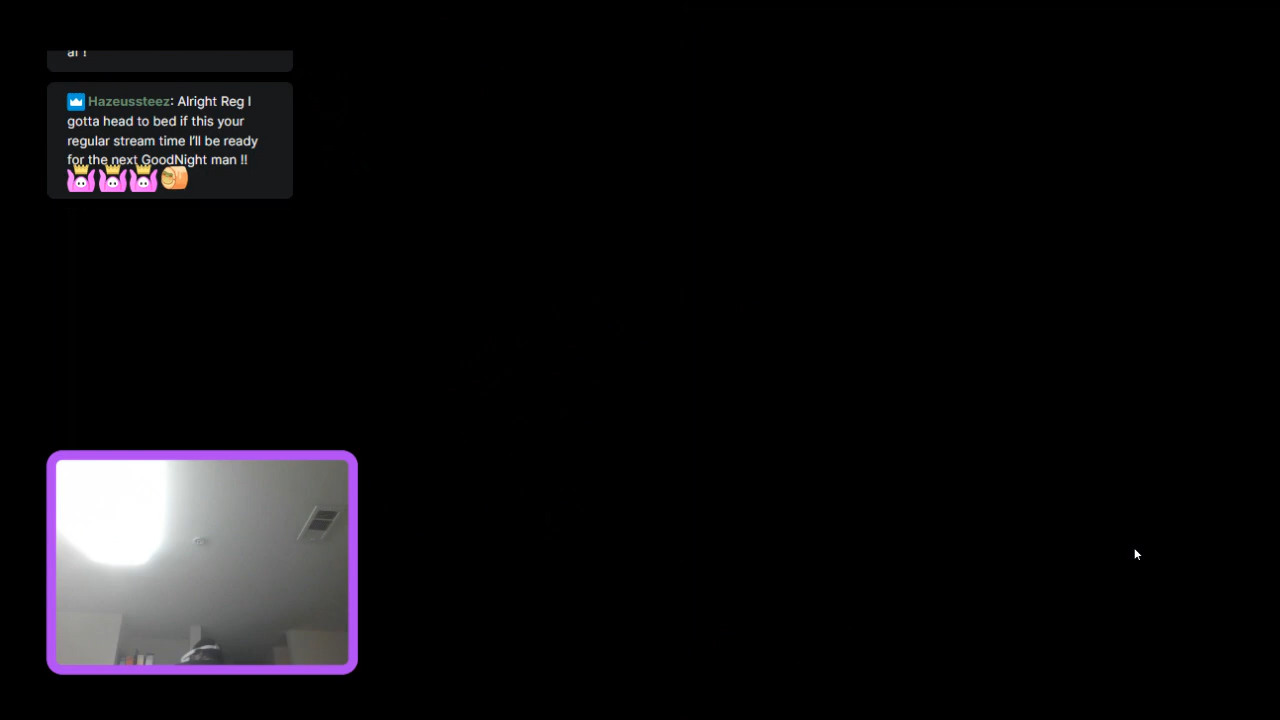 Hazeussteez: Alright Reg I
gotta head to bed if this your
regular stream time I'll be ready
for the next GoodNight man !!